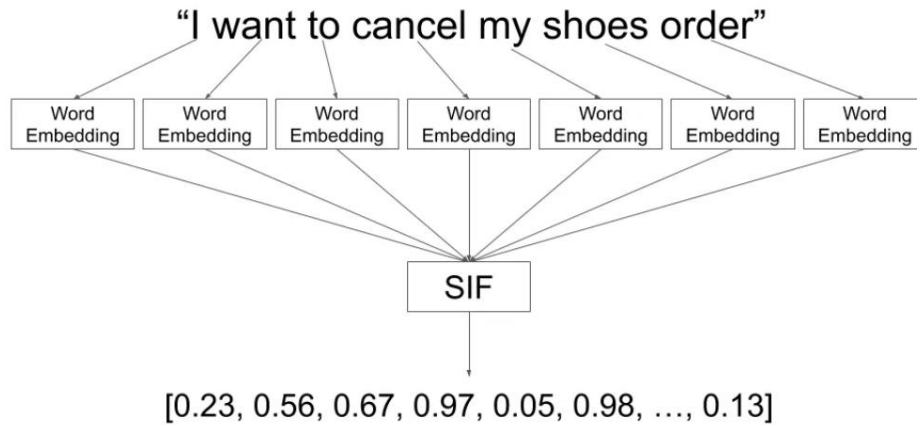 “I want to cancel my shoes order”
Word Word Word Word Word Word Word
Embedding Embedding Embedding Embedding Embedding Embedding Embedding
SIF
[0.23, 0.56, 0.67, 0.97, 0.05, 0.98, …, 0.13]